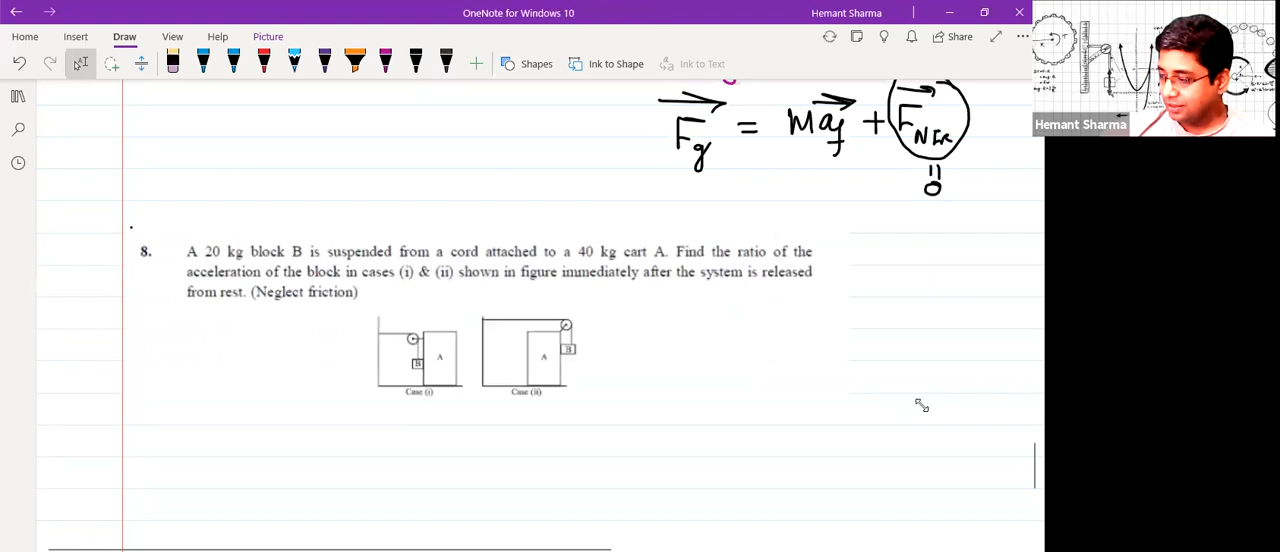 OneNote for Windows 10
Hemant Sharma
Home Insert Draw View Help Picture
Share
Shapes
Ink to Shape
Ink to Text
Hemant Sharma
Fg = Maf +
= 0
8. A 20 kg block B is suspended from a cord attached to a 40 kg cart A. Find the ratio of the
acceleration of the block in cases (i) & (ii) shown in figure immediately after the system is released
from rest. (Neglect friction)
B A
A B
Case (i) Case (ii)